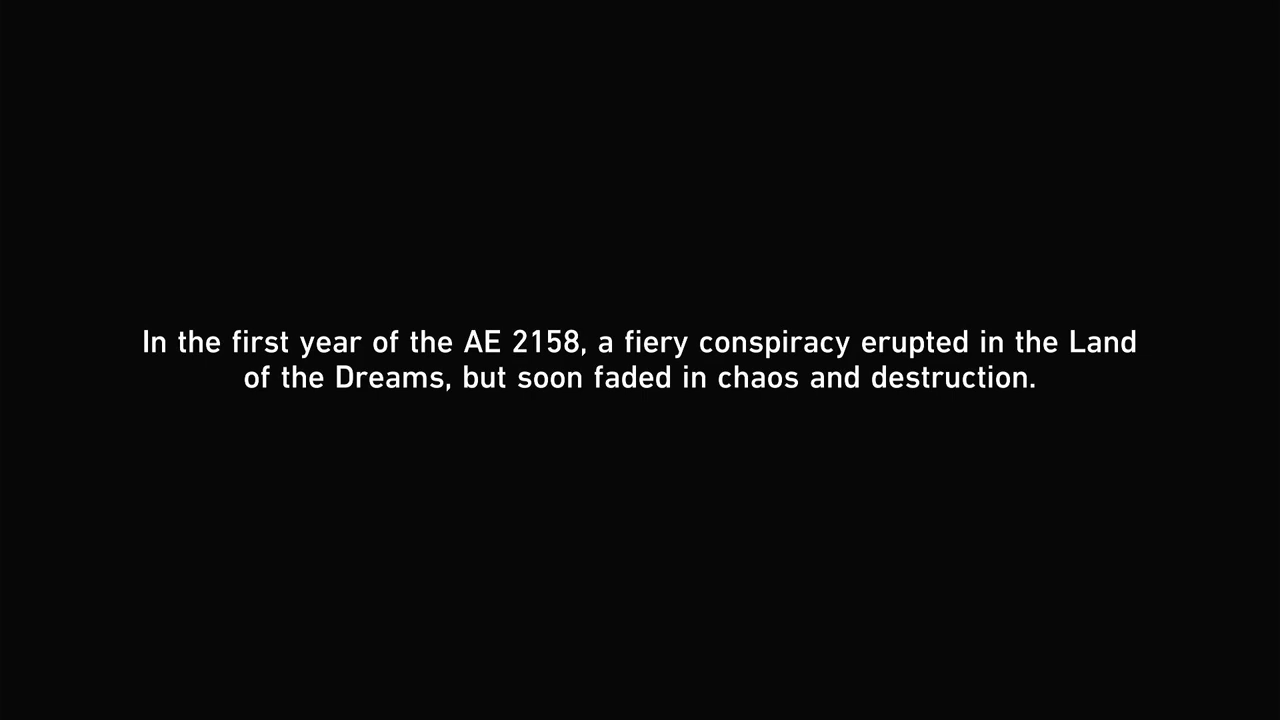 In the first year of the AE 2158, a fiery conspiracy erupted in the Land
of the Dreams, but soon faded in chaos and destruction.